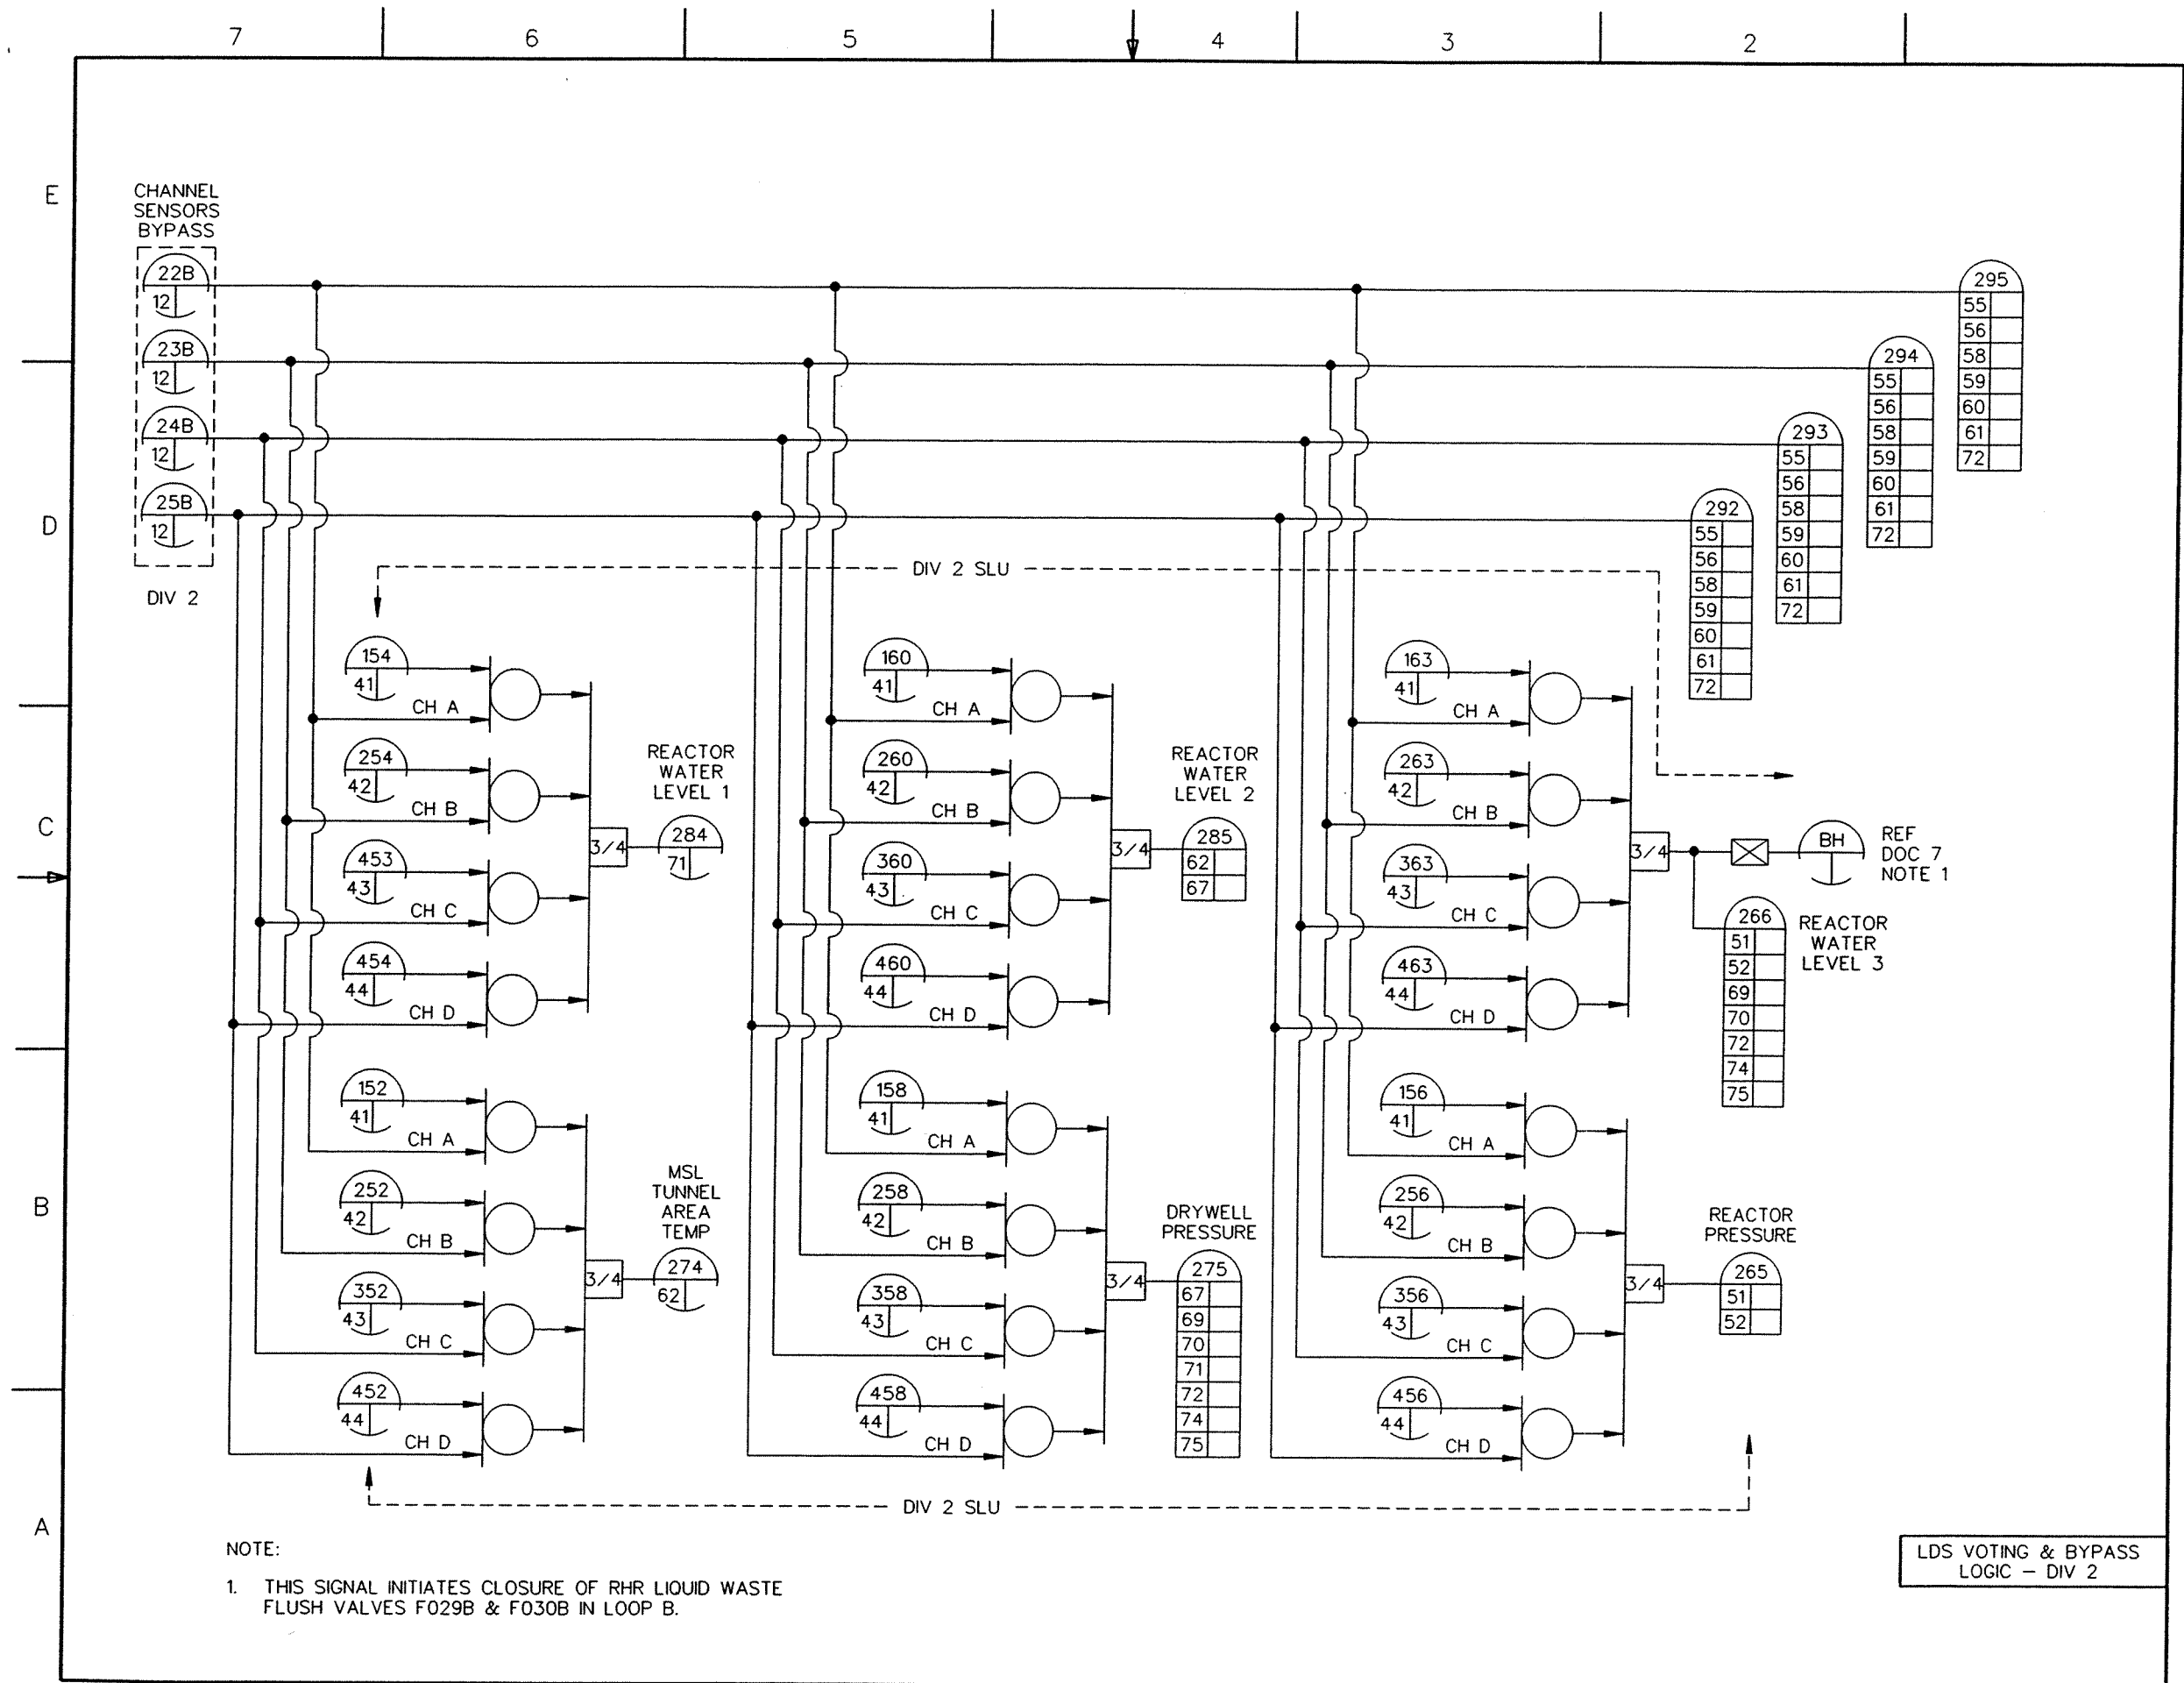 7 6 5 4 3 2
E
D
C
B
A
CHANNEL
SENSORS
BYPASS
22B
12
23B
12
24B
12
25B
12
DIV 2
295
55
56
58
59
60
61
72
294
55
56
58
59
60
61
72
293
55
56
58
59
60
61
72
292
55
56
58
59
60
61
72
DIV 2 SLU
154
41
CH A
254
42
CH B
453
43
CH C
454
44
CH D
3/4
REACTOR
WATER
LEVEL 1
284
71
160
41
CH A
260
42
CH B
360
43
CH C
460
44
CH D
3/4
REACTOR
WATER
LEVEL 2
285
62
67
163
41
CH A
263
42
CH B
363
43
CH C
463
44
CH D
3/4
BH
REF
DOC 7
NOTE 1
266
51
52
69
70
72
74
75
REACTOR
WATER
LEVEL 3
152
41
CH A
252
42
CH B
352
43
CH C
452
44
CH D
3/4
MSL
TUNNEL
AREA
TEMP
274
62
158
41
CH A
258
42
CH B
358
43
CH C
458
44
CH D
3/4
DRYWELL
PRESSURE
275
67
69
70
71
72
74
75
156
41
CH A
256
42
CH B
356
43
CH C
456
44
CH D
3/4
REACTOR
PRESSURE
265
51
52
DIV 2 SLU
NOTE:
1. THIS SIGNAL INITIATES CLOSURE OF RHR LIQUID WASTE
FLUSH VALVES F029B & F030B IN LOOP B.
LDS VOTING & BYPASS
LOGIC — DIV 2